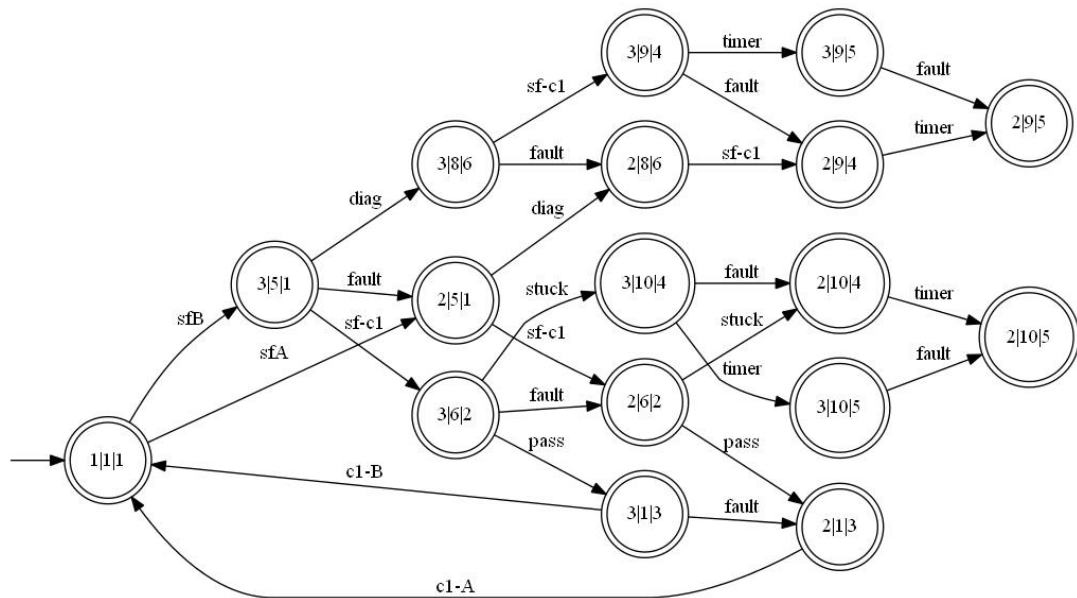 3|9|4
timer
3|9|5
fault
2|9|5
sf-c1
fault
timer
3|8|6
fault
2|8|6
sf-c1
2|9|4
diag
diag
3|5|1
fault
2|5|1
stuck
3|10|4
fault
2|10|4
timer
sfB
sfA
sf-c1
sf-c1
stuck
2|10|5
3|6|2
fault
2|6|2
timer
3|10|5
fault
pass
pass
1|1|1
c1-B
3|1|3
fault
2|1|3
c1-A